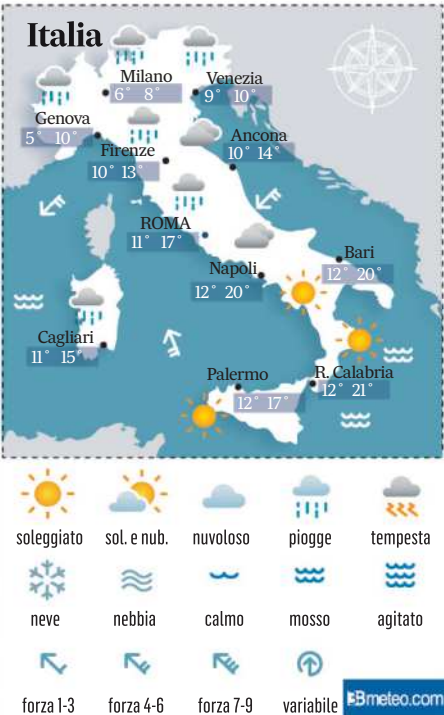 Italia
Milano
6° 8°
Venezia
9° 10°
Genova
5° 10°
Firenze
10° 13°
Ancona
10° 14°
ROMA
11° 17°
Napoli
12° 20°
Bari
12° 20°
Cagliari
11° 15°
Palermo
12° 17°
R. Calabria
12° 21°
soleggiato sol. e nub. nuvoloso piogge tempesta
neve nebbia calmo mosso agitato
forza 1-3 forza 4-6 forza 7-9 variabile
3Bmeteo.com